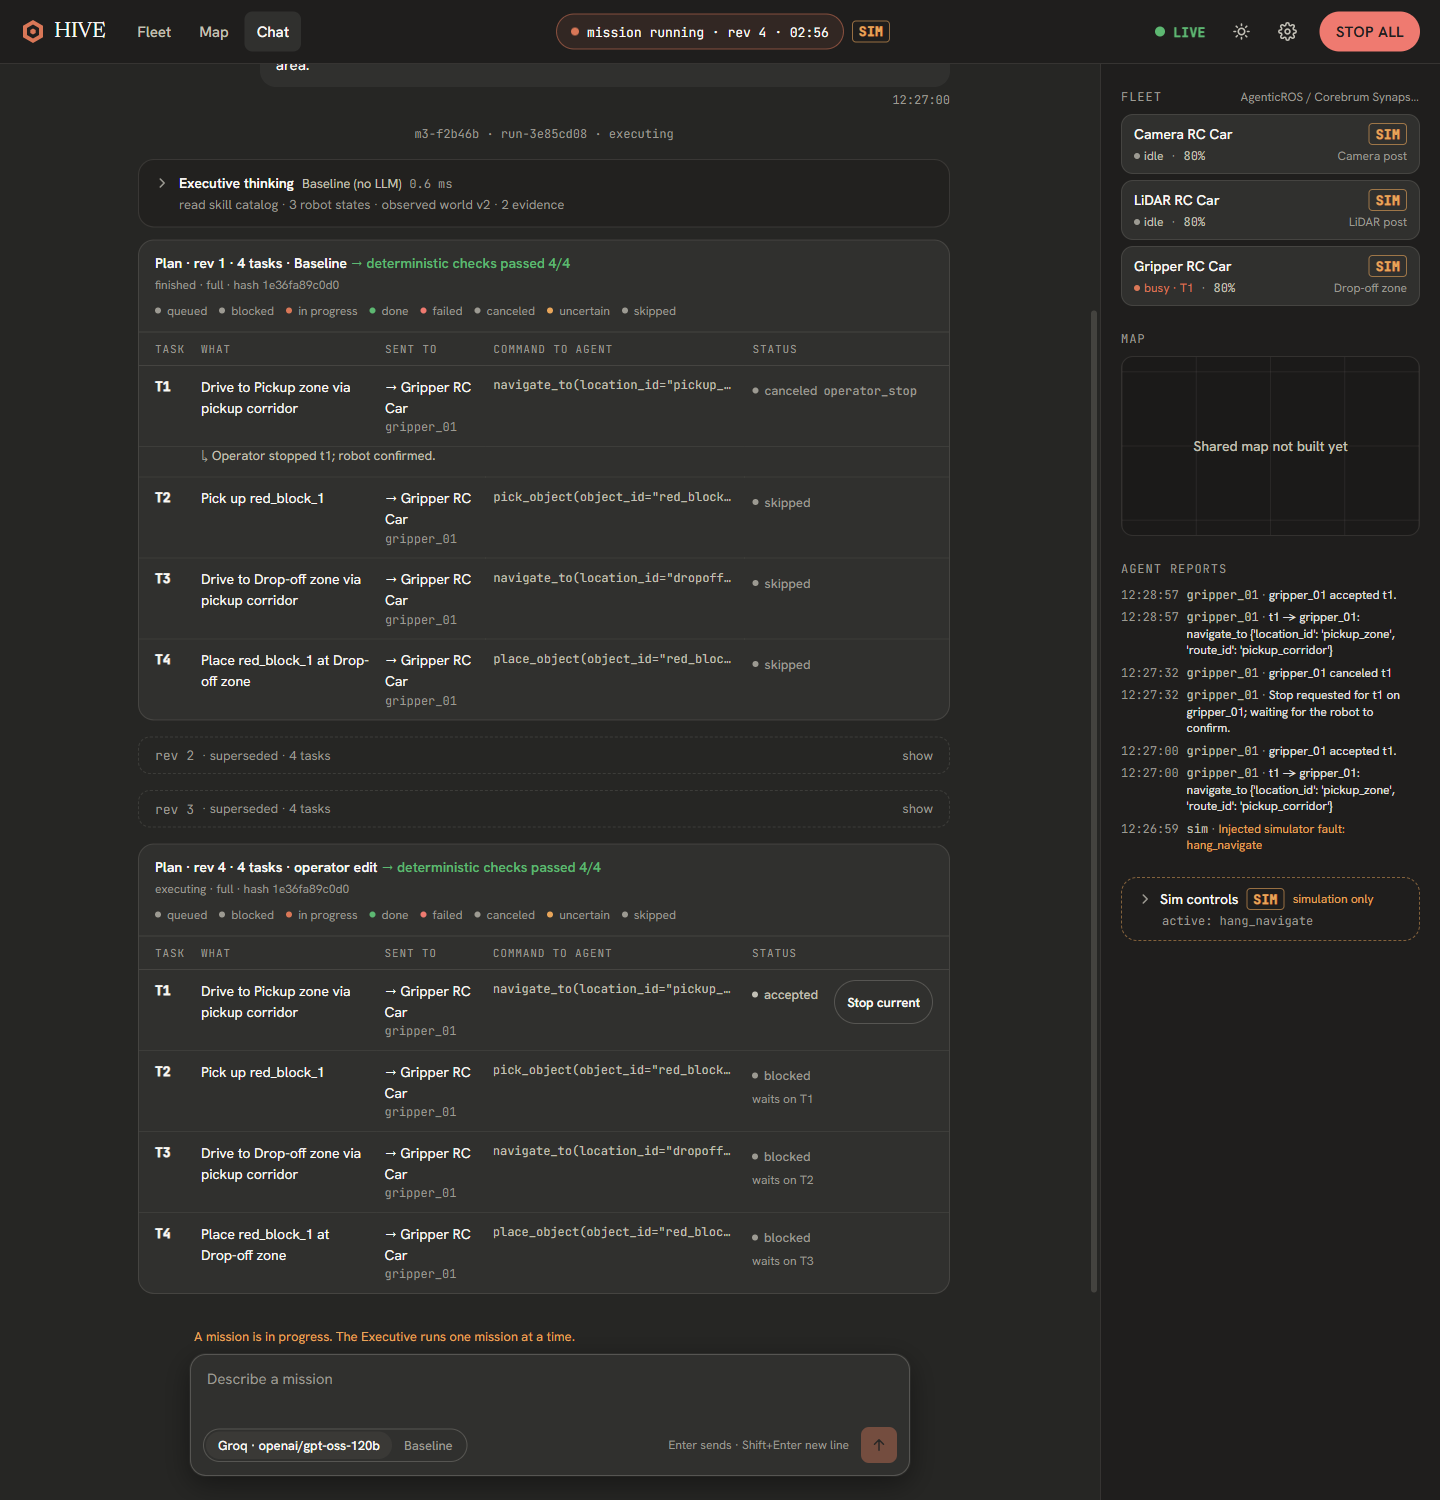 HIVE
Fleet
Map
Chat
mission running · rev 4 · 02:56
SIM
LIVE
STOP ALL
area.
12:27:00
m3-f2b46b · run-3e85cd08 · executing
Executive thinking Baseline (no LLM) 0.6 ms
read skill catalog · 3 robot states · observed world v2 · 2 evidence
Plan · rev 1 · 4 tasks · Baseline → deterministic checks passed 4/4
finished · full · hash 1e36fa89c0d0
queued blocked in progress done failed canceled uncertain skipped
TASK WHAT SENT TO COMMAND TO AGENT STATUS
T1 Drive to Pickup zone via → Gripper RC navigate_to(location_id="pickup_… canceled operator_stop
pickup corridor Car
gripper_01
↳ Operator stopped t1; robot confirmed.
T2 Pick up red_block_1 → Gripper RC pick_object(object_id="red_block… skipped
Car
gripper_01
T3 Drive to Drop-off zone via → Gripper RC navigate_to(location_id="dropoff… skipped
pickup corridor Car
gripper_01
T4 Place red_block_1 at Drop- → Gripper RC place_object(object_id="red_bloc… skipped
off zone Car
gripper_01
rev 2 · superseded · 4 tasks show
rev 3 · superseded · 4 tasks show
Plan · rev 4 · 4 tasks · operator edit → deterministic checks passed 4/4
executing · full · hash 1e36fa89c0d0
queued blocked in progress done failed canceled uncertain skipped
TASK WHAT SENT TO COMMAND TO AGENT STATUS
T1 Drive to Pickup zone via → Gripper RC navigate_to(location_id="pickup_… accepted Stop current
pickup corridor Car
gripper_01
T2 Pick up red_block_1 → Gripper RC pick_object(object_id="red_block… blocked
Car waits on T1
gripper_01
T3 Drive to Drop-off zone via → Gripper RC navigate_to(location_id="dropoff… blocked
pickup corridor Car waits on T2
gripper_01
T4 Place red_block_1 at → Gripper RC place_object(object_id="red_bloc… blocked
Drop-off zone Car waits on T3
gripper_01
A mission is in progress. The Executive runs one mission at a time.
Describe a mission
Groq · openai/gpt-oss-120b Baseline Enter sends · Shift+Enter new line
FLEET AgenticROS / Corebrum Synaps…
Camera RC Car SIM
idle · 80% Camera post
LiDAR RC Car SIM
idle · 80% LiDAR post
Gripper RC Car SIM
busy · T1 · 80% Drop-off zone
MAP
Shared map not built yet
AGENT REPORTS
12:28:57 gripper_01 · gripper_01 accepted t1.
12:28:57 gripper_01 · t1 → gripper_01:
navigate_to {'location_id': 'pickup_zone',
'route_id': 'pickup_corridor'}
12:27:32 gripper_01 · gripper_01 canceled t1
12:27:32 gripper_01 · Stop requested for t1 on
gripper_01; waiting for the robot to
confirm.
12:27:00 gripper_01 · gripper_01 accepted t1.
12:27:00 gripper_01 · t1 → gripper_01:
navigate_to {'location_id': 'pickup_zone',
'route_id': 'pickup_corridor'}
12:26:59 sim · Injected simulator fault:
hang_navigate
Sim controls SIM simulation only
active: hang_navigate